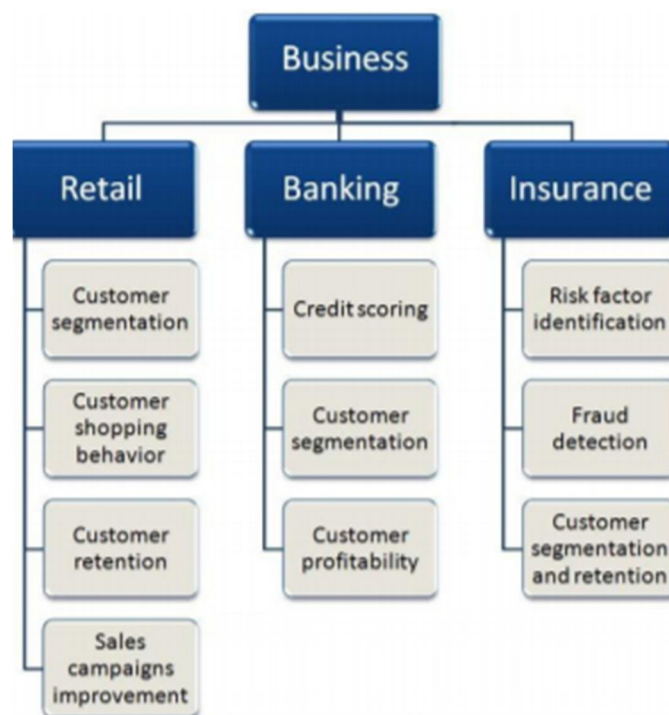 Business
Retail
Banking
Insurance
Customer
segmentation
Customer
shopping
behavior
Customer
retention
Sales
campaigns
improvement
Credit scoring
Customer
segmentation
Customer
profitability
Risk factor
identification
Fraud
detection
Customer
segmentation
and retention